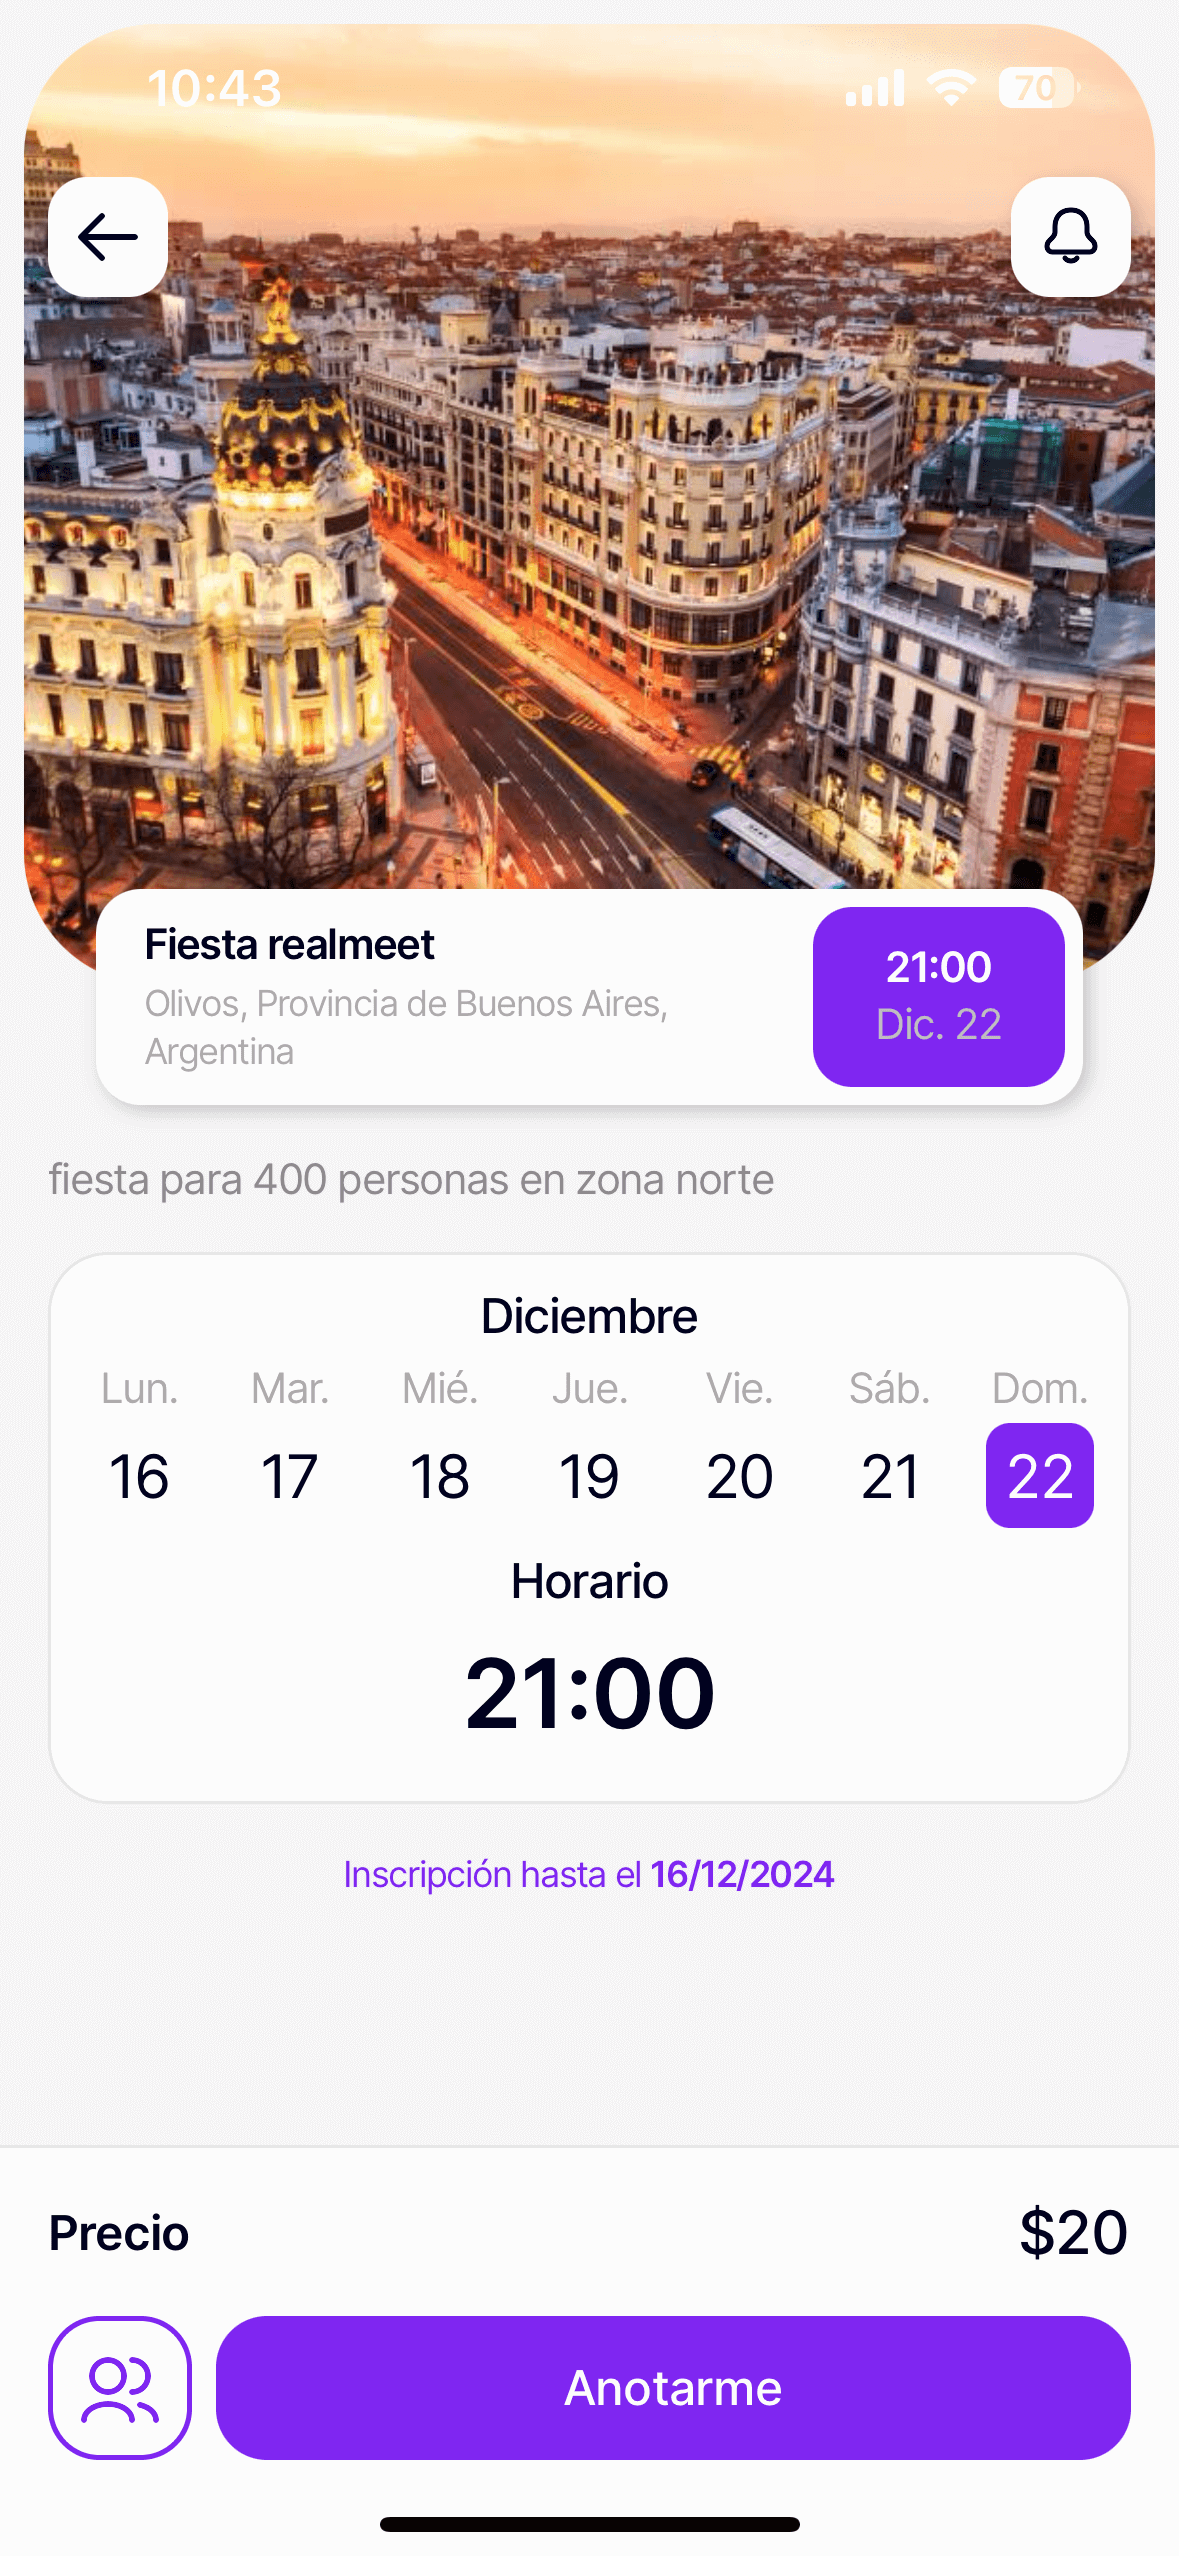 10:43
70
Fiesta realmeet
Olivos, Provincia de Buenos Aires,
Argentina
21:00
Dic. 22
fiesta para 400 personas en zona norte
Diciembre
Lun. Mar. Mié. Jue. Vie. Sáb. Dom.
16 17 18 19 20 21 22
Horario
21:00
Inscripción hasta el 16/12/2024
Precio $20
Anotarme